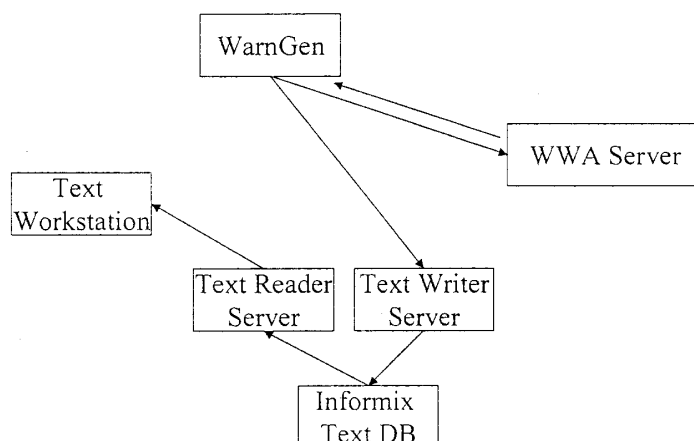 WarnGen
WWA Server
Text
Workstation
Text Reader
Server
Text Writer
Server
Informix
Text DB